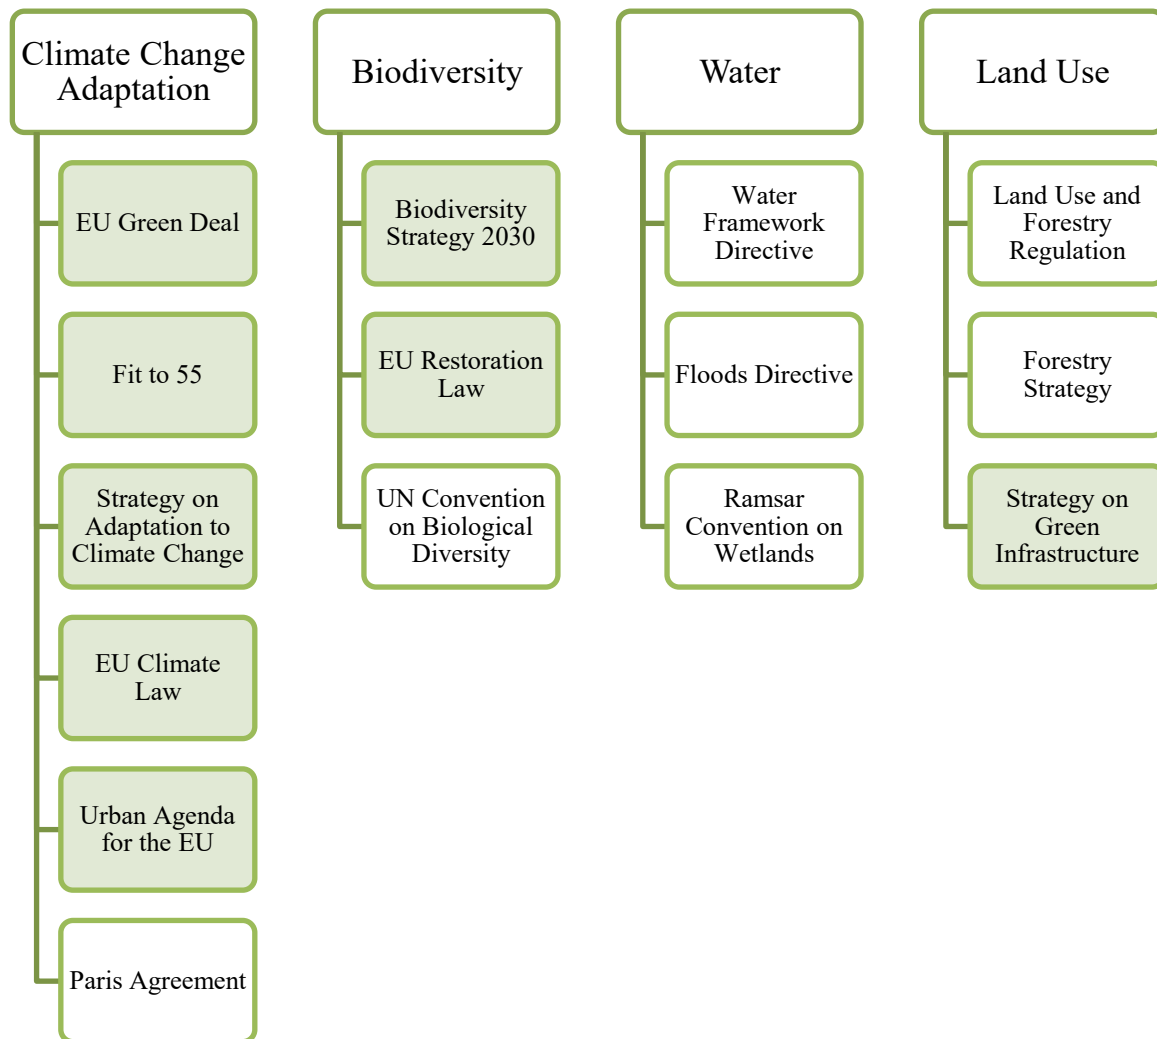 Climate Change
Adaptation
EU Green Deal
Fit to 55
Strategy on
Adaptation to
Climate Change
EU Climate
Law
Urban Agenda
for the EU
Paris Agreement
Biodiversity
Biodiversity
Strategy 2030
EU Restoration
Law
UN Convention
on Biological
Diversity
Water
Water
Framework
Directive
Floods Directive
Ramsar
Convention on
Wetlands
Land Use
Land Use and
Forestry
Regulation
Forestry
Strategy
Strategy on
Green
Infrastructure